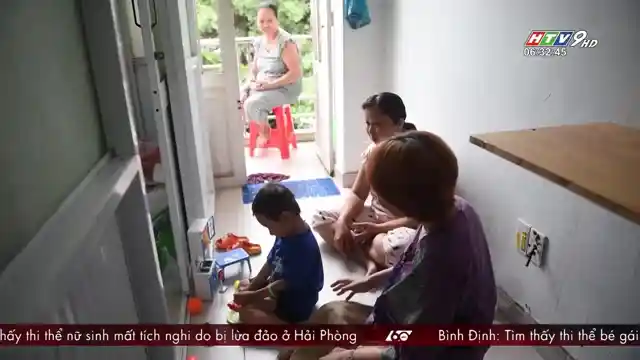 HTV9 HD
06:32:45
thấy thi thể nữ sinh mất tích nghi do bị lừa đảo ở Hải Phòng 60 Bình Định: Tìm thấy thi thể bé gái